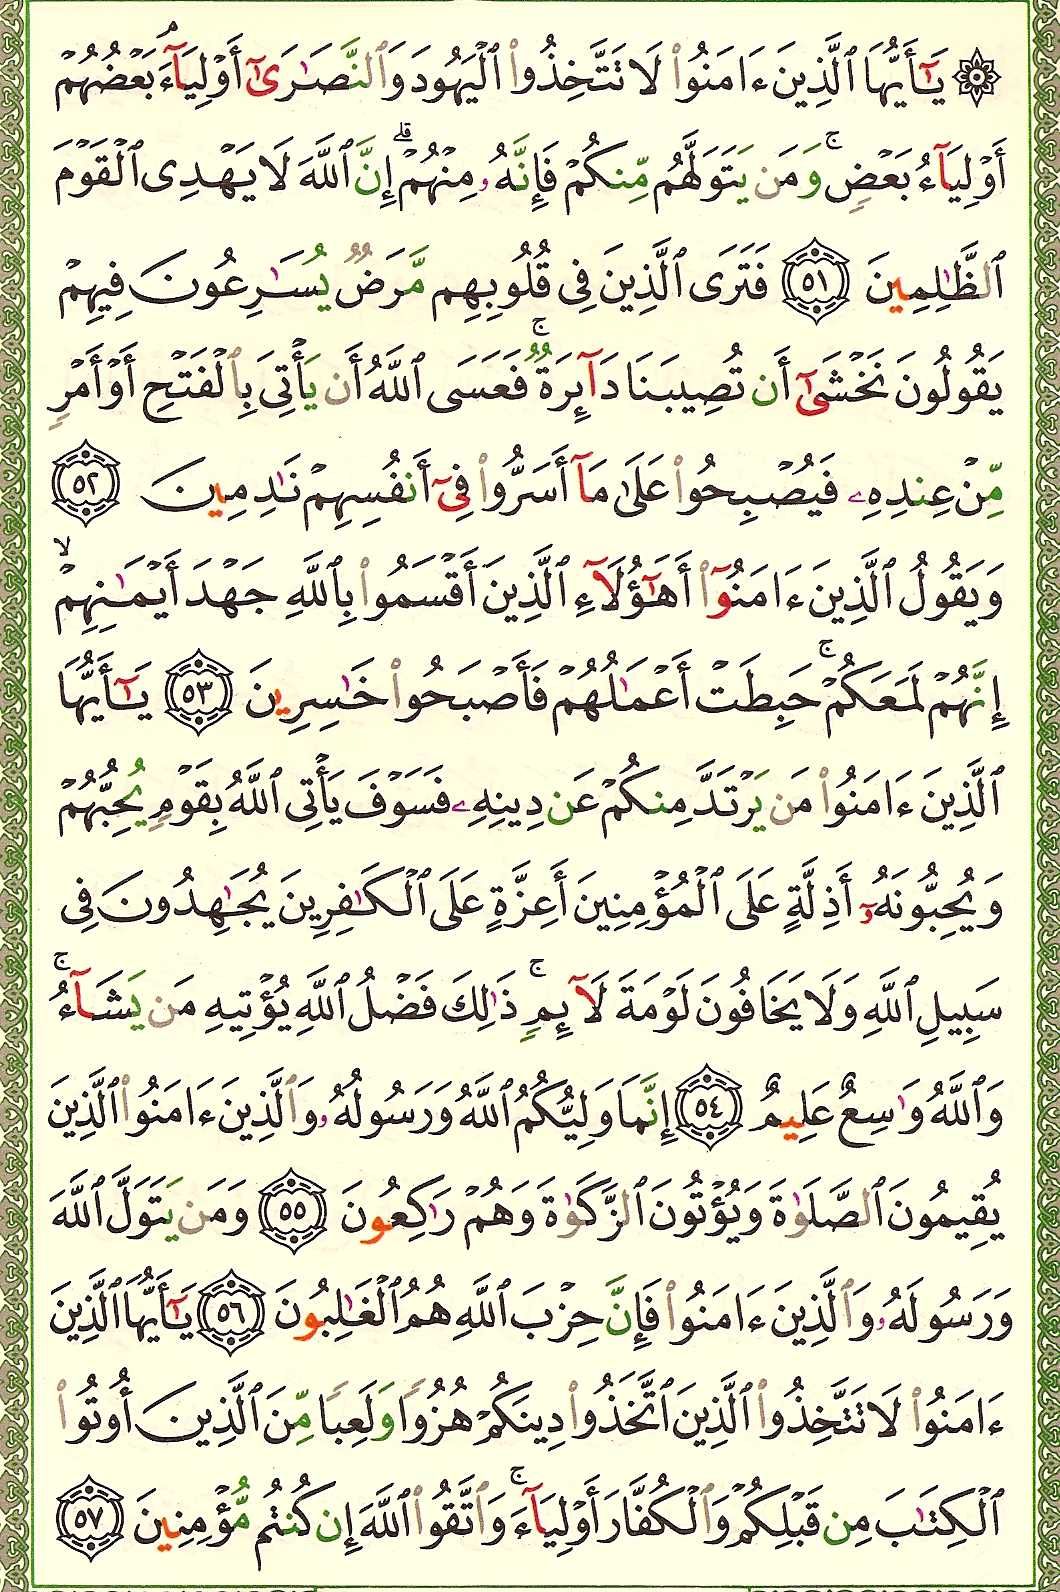 ۞ يَـٰٓأَيُّهَا ٱلَّذِينَ ءَامَنُوا۟ لَا تَتَّخِذُوا۟ ٱلْيَهُودَ وَٱلنَّصَـٰرَىٰٓ أَوْلِيَآءَ ۘ بَعْضُهُمْ
أَوْلِيَآءُ بَعْضٍ ۚ وَمَن يَتَوَلَّهُم مِّنكُمْ فَإِنَّهُۥ مِنْهُمْ ۗ إِنَّ ٱللَّهَ لَا يَهْدِى ٱلْقَوْمَ
ٱلظَّـٰلِمِينَ ٥١ فَتَرَى ٱلَّذِينَ فِى قُلُوبِهِم مَّرَضٌ يُسَـٰرِعُونَ فِيهِمْ
يَقُولُونَ نَخْشَىٰٓ أَن تُصِيبَنَا دَآئِرَةٌ ۚ فَعَسَى ٱللَّهُ أَن يَأْتِىَ بِٱلْفَتْحِ أَوْ أَمْرٍ
مِّنْ عِندِهِۦ فَيُصْبِحُوا۟ عَلَىٰ مَآ أَسَرُّوا۟ فِىٓ أَنفُسِهِمْ نَـٰدِمِينَ ٥٢
وَيَقُولُ ٱلَّذِينَ ءَامَنُوٓا۟ أَهَـٰٓؤُلَآءِ ٱلَّذِينَ أَقْسَمُوا۟ بِٱللَّهِ جَهْدَ أَيْمَـٰنِهِمْ ۙ
إِنَّهُمْ لَمَعَكُمْ ۚ حَبِطَتْ أَعْمَـٰلُهُمْ فَأَصْبَحُوا۟ خَـٰسِرِينَ ٥٣ يَـٰٓأَيُّهَا
ٱلَّذِينَ ءَامَنُوا۟ مَن يَرْتَدَّ مِنكُمْ عَن دِينِهِۦ فَسَوْفَ يَأْتِى ٱللَّهُ بِقَوْمٍ يُحِبُّهُمْ
وَيُحِبُّونَهُۥٓ أَذِلَّةٍ عَلَى ٱلْمُؤْمِنِينَ أَعِزَّةٍ عَلَى ٱلْكَـٰفِرِينَ يُجَـٰهِدُونَ فِى
سَبِيلِ ٱللَّهِ وَلَا يَخَافُونَ لَوْمَةَ لَآئِمٍ ۚ ذَٰلِكَ فَضْلُ ٱللَّهِ يُؤْتِيهِ مَن يَشَآءُ ۚ
وَٱللَّهُ وَٰسِعٌ عَلِيمٌ ٥٤ إِنَّمَا وَلِيُّكُمُ ٱللَّهُ وَرَسُولُهُۥ وَٱلَّذِينَ ءَامَنُوا۟ ٱلَّذِينَ
يُقِيمُونَ ٱلصَّلَوٰةَ وَيُؤْتُونَ ٱلزَّكَوٰةَ وَهُمْ رَٰكِعُونَ ٥٥ وَمَن يَتَوَلَّ ٱللَّهَ
وَرَسُولَهُۥ وَٱلَّذِينَ ءَامَنُوا۟ فَإِنَّ حِزْبَ ٱللَّهِ هُمُ ٱلْغَـٰلِبُونَ ٥٦ يَـٰٓأَيُّهَا ٱلَّذِينَ
ءَامَنُوا۟ لَا تَتَّخِذُوا۟ ٱلَّذِينَ ٱتَّخَذُوا۟ دِينَكُمْ هُزُوًا وَلَعِبًا مِّنَ ٱلَّذِينَ أُوتُوا۟
ٱلْكِتَـٰبَ مِن قَبْلِكُمْ وَٱلْكُفَّارَ أَوْلِيَآءَ ۚ وَٱتَّقُوا۟ ٱللَّهَ إِن كُنتُم مُّؤْمِنِينَ ٥٧